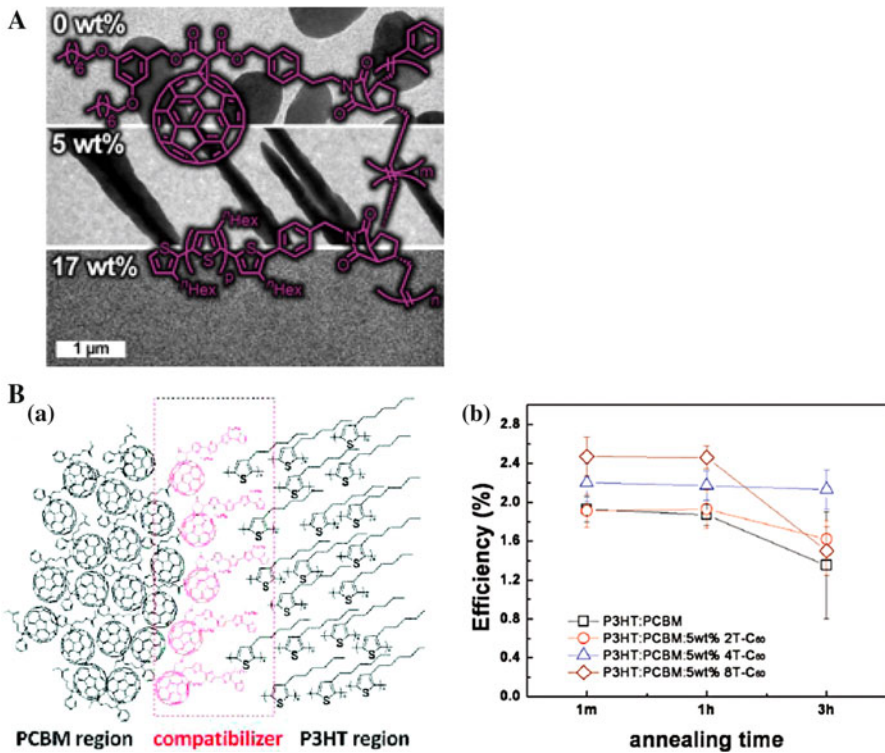 A
0 wt%
5 wt%
17 wt%
1 µm
O
O
O
O
O
O
N
O
O
6
6
m
nHex
S
S
S
nHex
p
nHex
N
O
O
n
B
(a)
PCBM region
compatibilizer
P3HT region
(b)
Efficiency (%)
2.8
2.4
2.0
1.6
1.2
0.8
0.4
0.0
P3HT:PCBM
P3HT:PCBM:5wt% 2T-C60
P3HT:PCBM:5wt% 4T-C60
P3HT:PCBM:5wt% 8T-C60
1m
1h
3h
annealing time